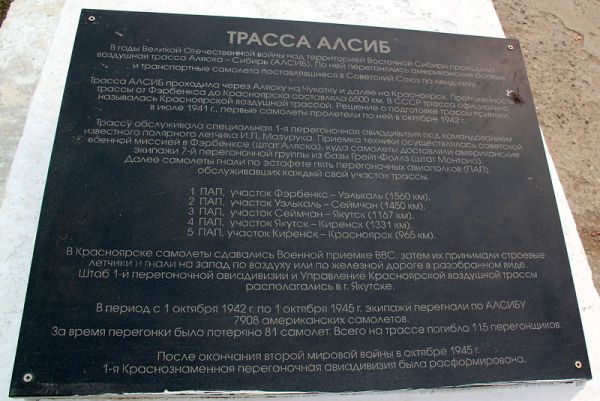 ТРАССА АЛСИБ
В годы Великой Отечественной войны над территорией Восточной Сибири проходила
воздушная трасса Аляска – Сибирь (АЛСИБ). По ней перегонялись американские боевые
и транспортные самолета поставлявшиеся в Советский Союз по ленд-лизу.
Трасса АЛСИБ проходила через Аляску на Чукотку и далее на Красноярск. Протяженность
трассы от Фэрбенкса до Красноярска составляла 6500 км. В СССР трасса официально
называлась Красноярской воздушной трассой. Решение о подготовке трассы принято
в июле 1941 г., первые самолеты пролетели по ней в октябре 1942 г.
Трассу обслуживала специальная 1-я перегоночная авиадивизия под командованием
известного полярного летчика И.П. Мазурука. Приемка техники осуществлялась советской
военной миссией в Фэрбенксе (штат Аляска), куда самолеты доставляли американские
экипажи 7-й перегоночной группы из базы Грейт-Фоллз (штат Монтана).
Далее самолеты гнали по эстафете пять перегоночных авиаполков (ПАП),
обслуживавших каждый свой участок трассы.
1 ПАП, участок Фэрбенкс – Уэлькаль (1560 км).
2 ПАП, участок Уэлькаль – Сеймчан (1450 км).
3 ПАП, участок Сеймчан – Якутск (1167 км).
4 ПАП, участок Якутск – Киренск (1331 км).
5 ПАП, участок Киренск – Красноярск (965 км).
В Красноярске самолеты сдавались Военной приемке ВВС, затем их принимали строевые
летчики и гнали на запад по воздуху или по железной дороге в разобранном виде.
Штаб 1-й перегоночной авиадивизии и Управление Красноярской воздушной трассы
располагались в г. Якутске.
В период с 1 октября 1942 г. по 1 октября 1945 г. экипажи перегнали по АЛСИБУ
7908 американских самолетов.
За время перегонки было потеряно 81 самолет. Всего на трассе погибло 115 перегонщиков.
После окончания второй мировой войны в октябре 1945 г.
1-я Краснознаменная перегоночная авиадивизия была расформирована.